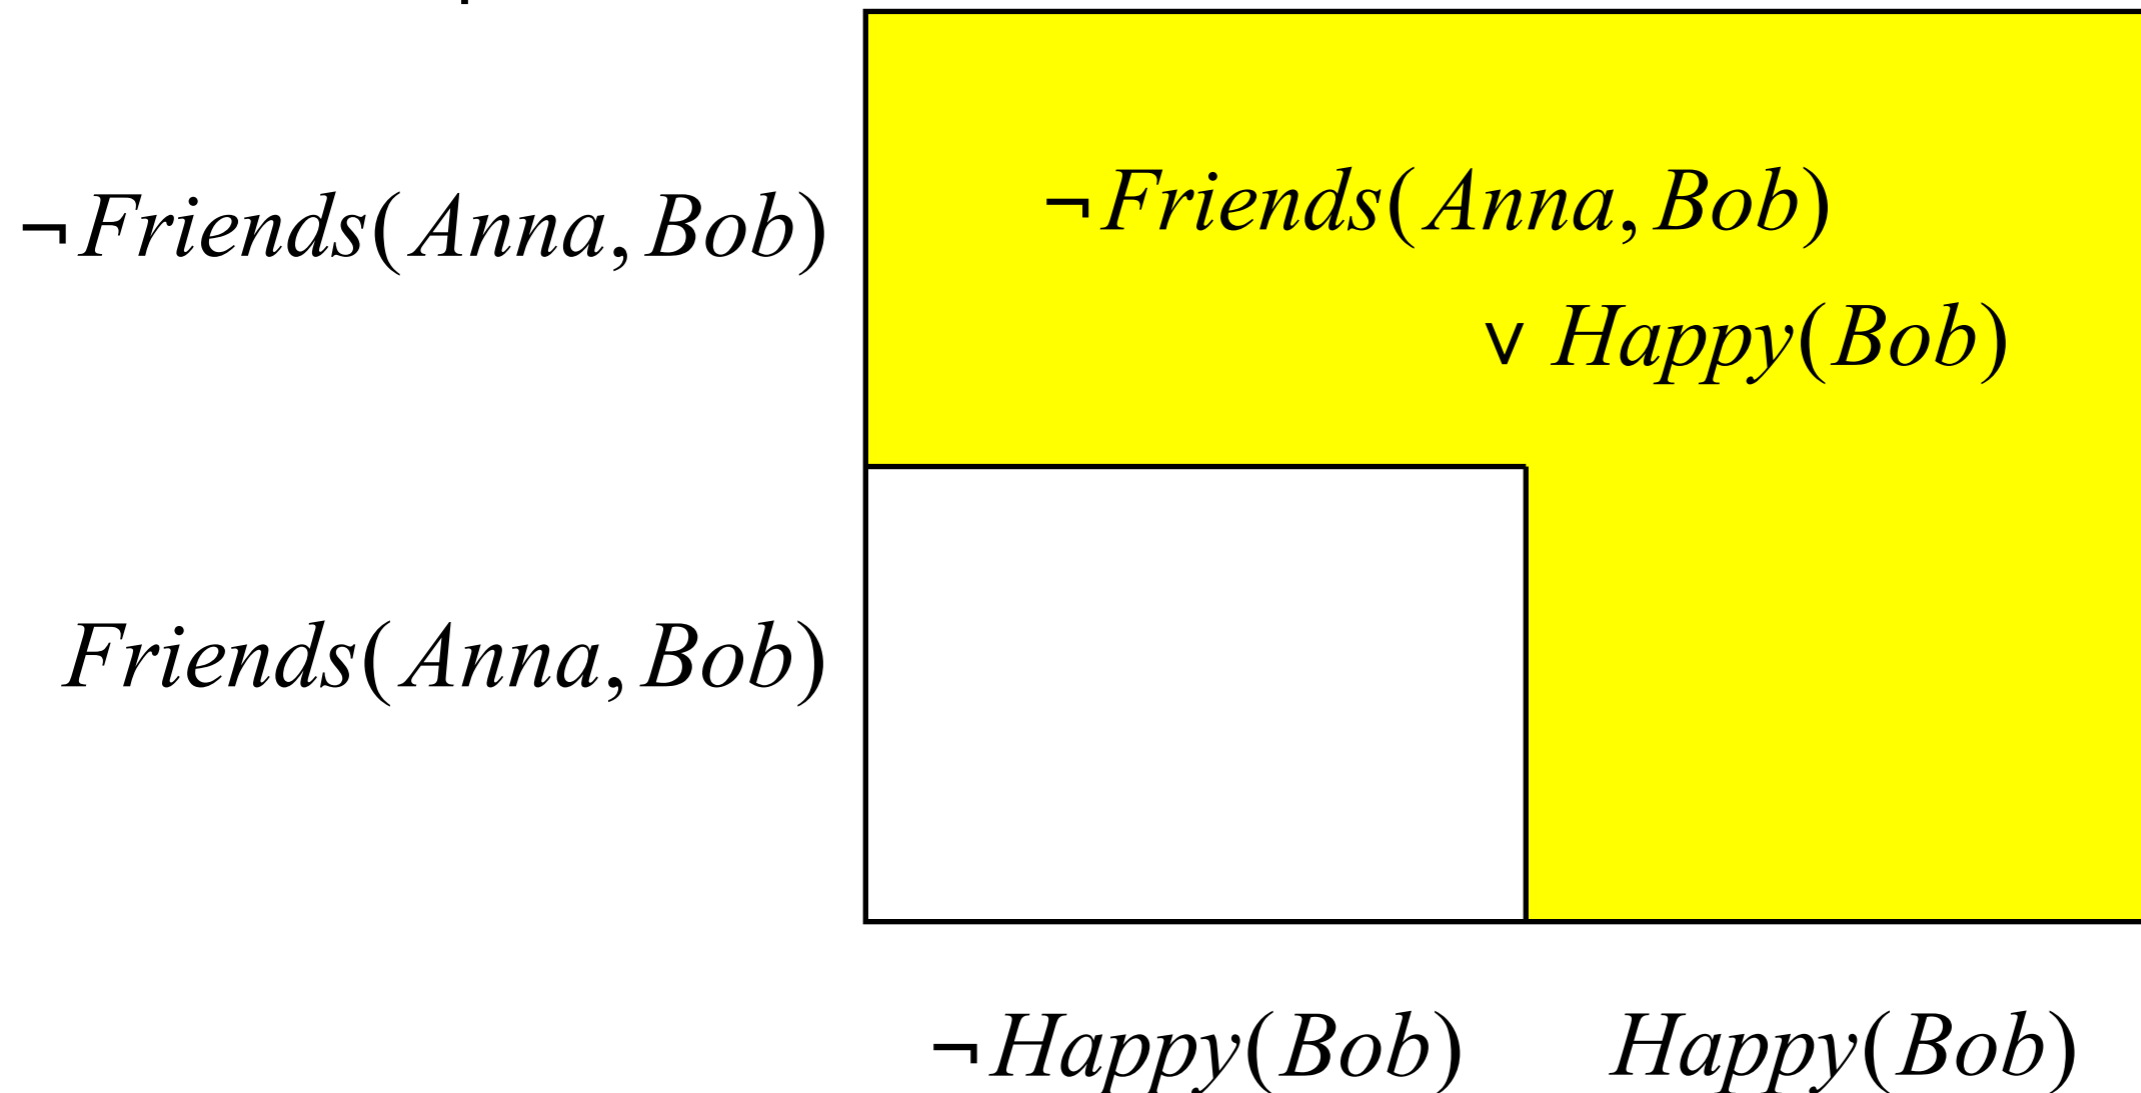 ¬Friends(Anna, Bob)
¬Friends(Anna, Bob)
∨ Happy(Bob)
Friends(Anna, Bob)
¬Happy(Bob) Happy(Bob)